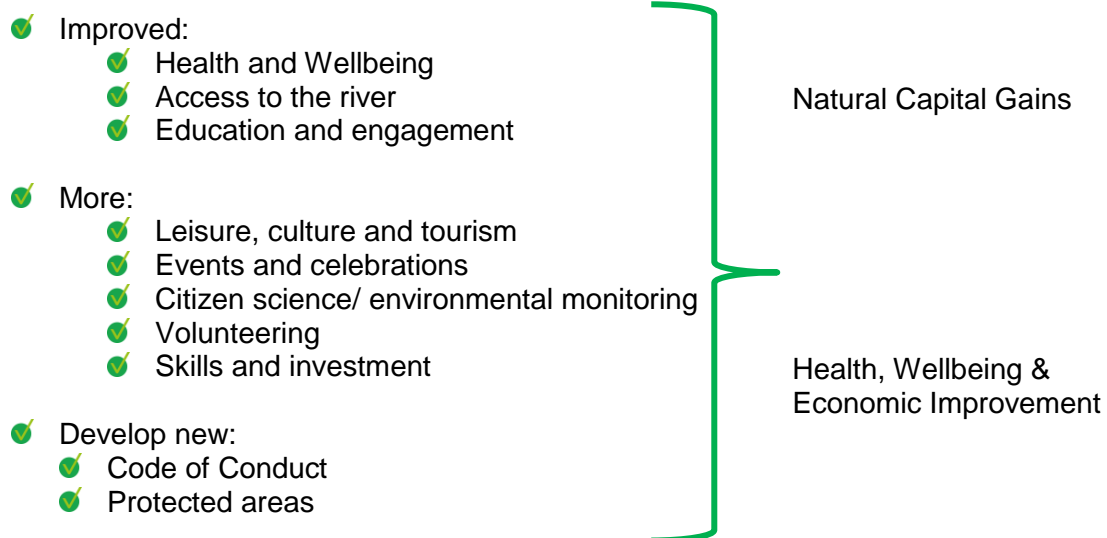 Improved:
Health and Wellbeing
Access to the river
Education and engagement
More:
Leisure, culture and tourism
Events and celebrations
Citizen science/ environmental monitoring
Volunteering
Skills and investment
Develop new:
Code of Conduct
Protected areas
Natural Capital Gains
Health, Wellbeing &
Economic Improvement